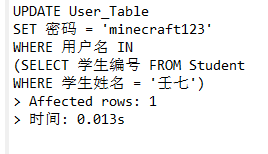 UPDATE User_Table
SET 密码 = 'minecraft123'
WHERE 用户名 IN
(SELECT 学生编号 FROM Student
WHERE 学生姓名 = '壬七')
> Affected rows: 1
> 时间: 0.013s